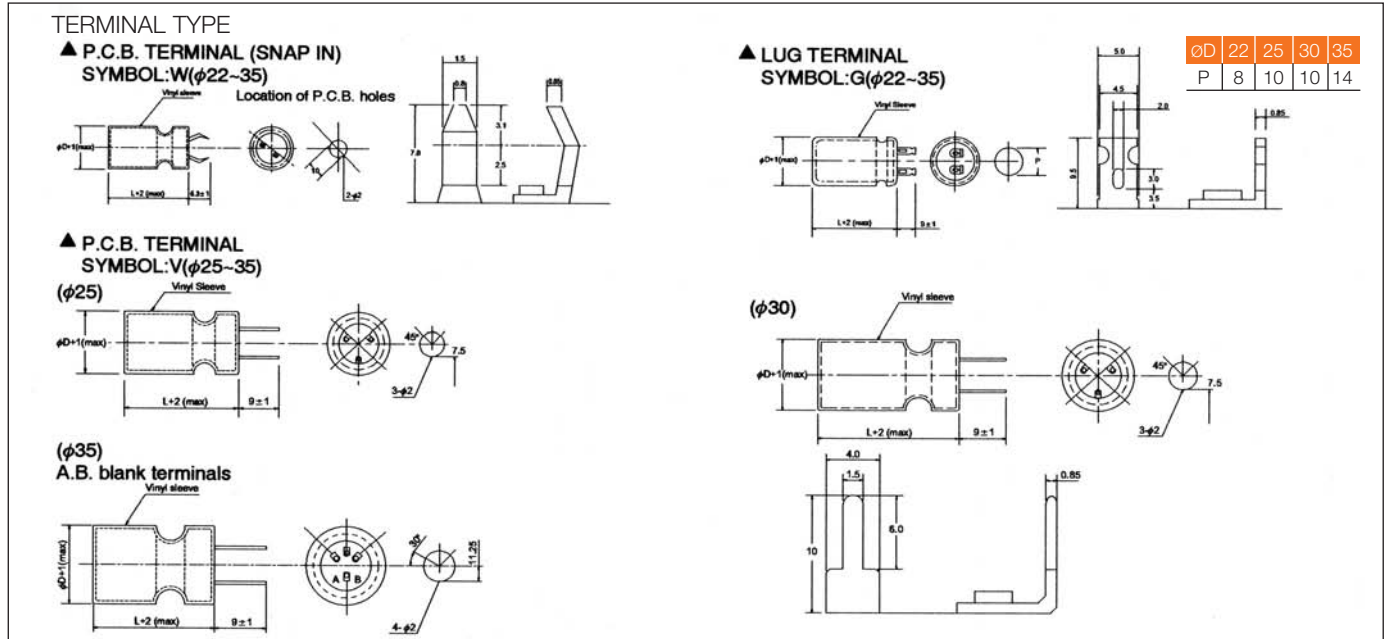 TERMINAL TYPE
▲ P.C.B. TERMINAL (SNAP IN)
SYMBOL:W(φ22~35)
Vinyl sleeve
Location of P.C.B. holes
φD+1(max)
L+2 (max)
4.3±1
10
2-φ2
1.5
0.8
7.8
3.1
2.5
0.85
▲ LUG TERMINAL
SYMBOL:G(φ22~35)
Vinyl Sleeve
φD+1(max)
L+2 (max)
9±1
P
5.0
4.5
2.0
9.5
3.0
3.5
0.85
ØD 22 25 30 35
P 8 10 10 14
▲ P.C.B. TERMINAL
SYMBOL:V(φ25~35)
(φ25)
Vinyl Sleeve
φD+1(max)
L+2 (max)
9±1
45°
7.5
3-φ2
(φ30)
Vinyl sleeve
φD+1(max)
L+2 (max)
9±1
45°
7.5
3-φ2
(φ35)
A.B. blank terminals
Vinyl sleeve
φD+1(max)
L+2 (max)
9±1
A B
30°
11.25
4-φ2
4.0
1.5
10
6.0
0.85